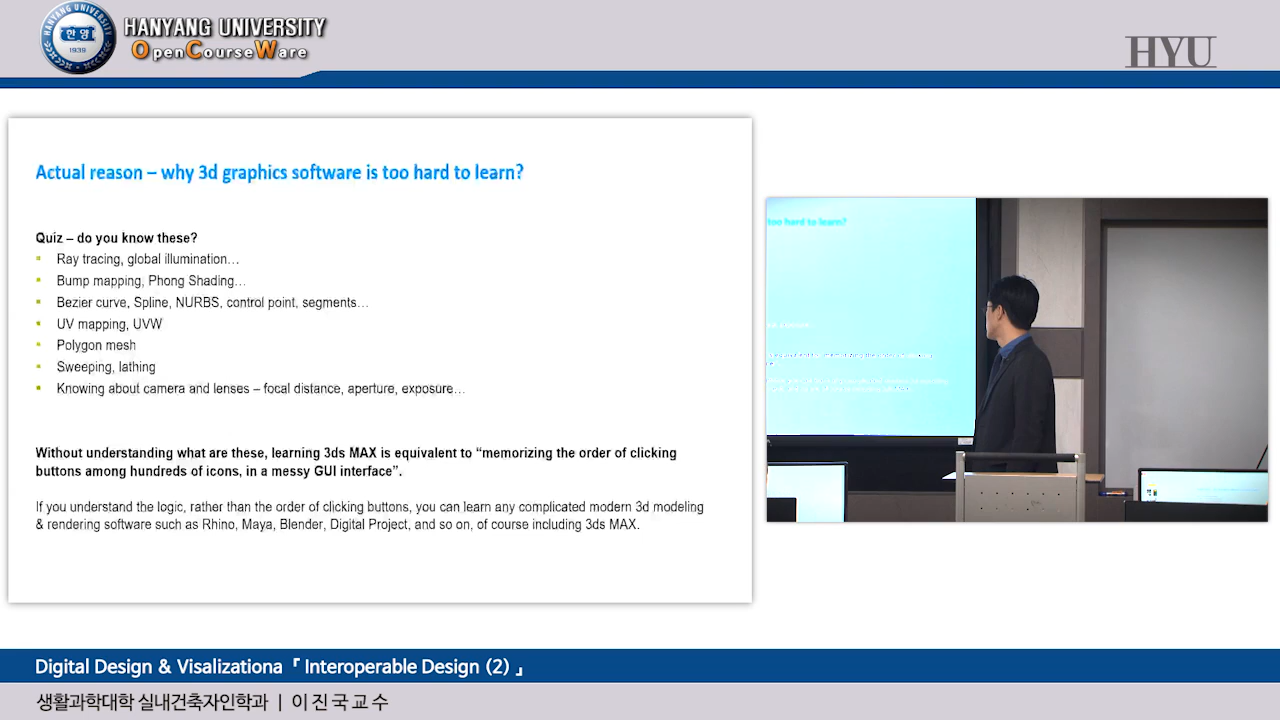 HANYANG UNIVERSITY
OpenCourseWare
한양
1939
HYU
Actual reason – why 3d graphics software is too hard to learn?
Quiz – do you know these?
Ray tracing, global illumination…
Bump mapping, Phong Shading…
Bezier curve, Spline, NURBS, control point, segments…
UV mapping, UVW
Polygon mesh
Sweeping, lathing
Knowing about camera and lenses – focal distance, aperture, exposure…
Without understanding what are these, learning 3ds MAX is equivalent to “memorizing the order of clicking
buttons among hundreds of icons, in a messy GUI interface”.
If you understand the logic, rather than the order of clicking buttons, you can learn any complicated modern 3d modeling
& rendering software such as Rhino, Maya, Blender, Digital Project, and so on, of course including 3ds MAX.
too hard to learn?
Digital Design & Visalizationa「 Interoperable Design (2) 」
생활과학대학 실내건축자인학과 | 이 진 국 교 수